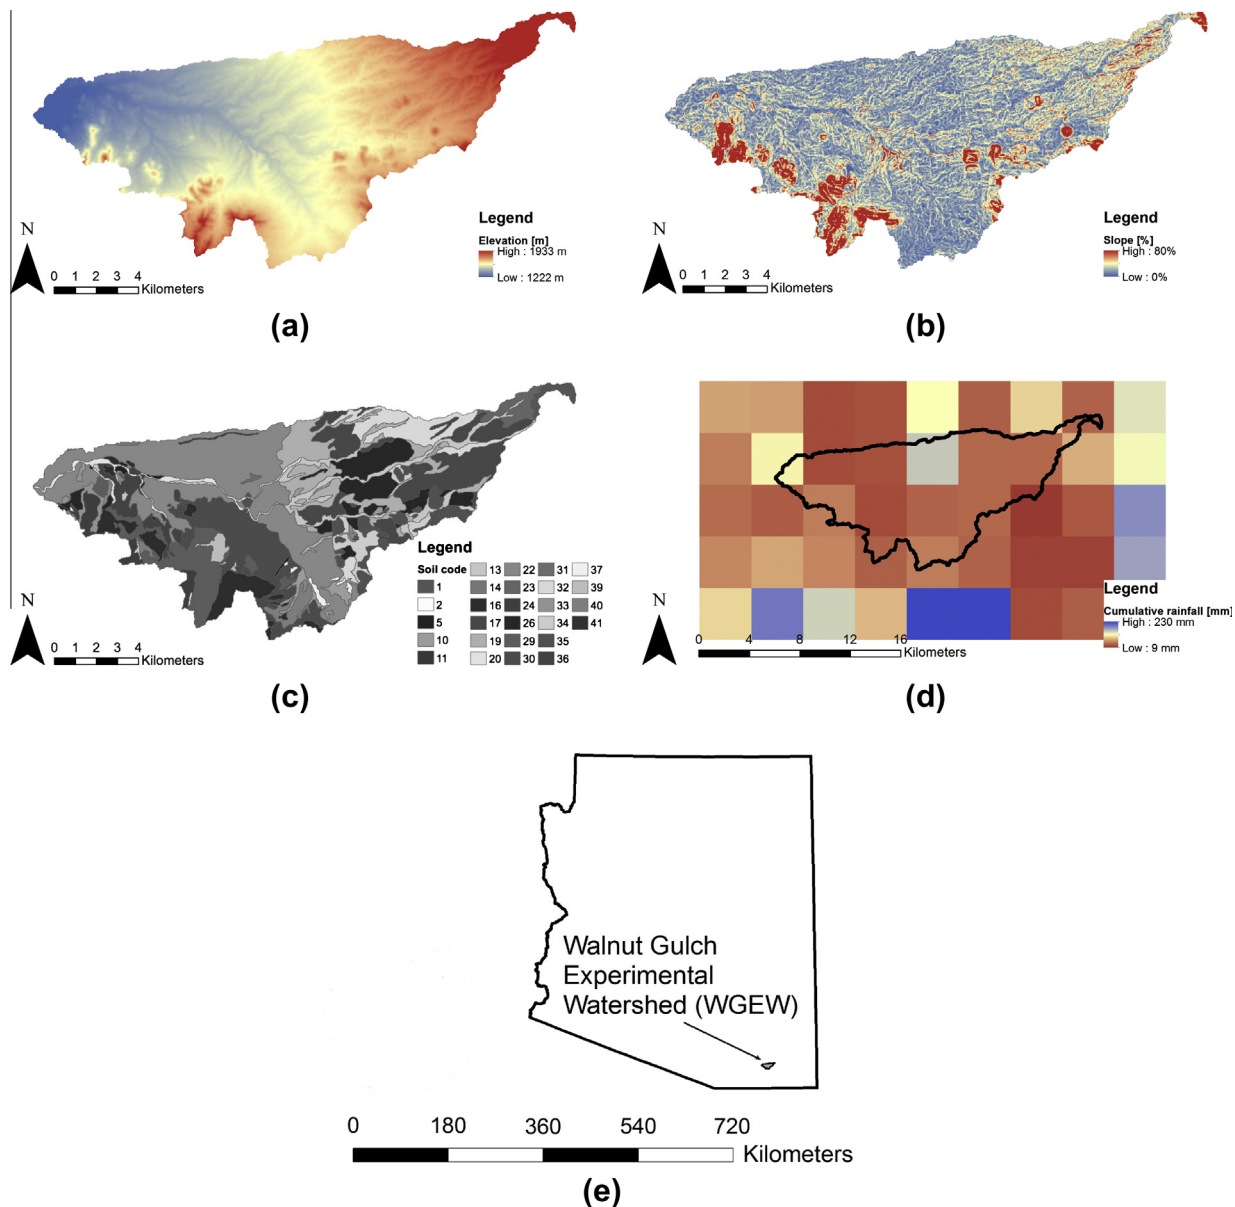 N
0 1 2 3 4
Kilometers
Legend
Elevation [m]
High : 1933 m
Low : 1222 m
(a)
N
0 1 2 3 4
Kilometers
Legend
Slope [%]
High : 80%
Low : 0%
(b)
N
0 1 2 3 4
Kilometers
Legend
Soil code
13 22 31 37
1 14 23 32 39
2 16 24 33 40
5 17 26 34 41
10 19 29 35
11 20 30 36
(c)
N
0 4 8 12 16
Kilometers
Legend
Cumulative rainfall [mm]
High : 230 mm
Low : 9 mm
(d)
Walnut Gulch
Experimental
Watershed (WGEW)
0 180 360 540 720
Kilometers
(e)